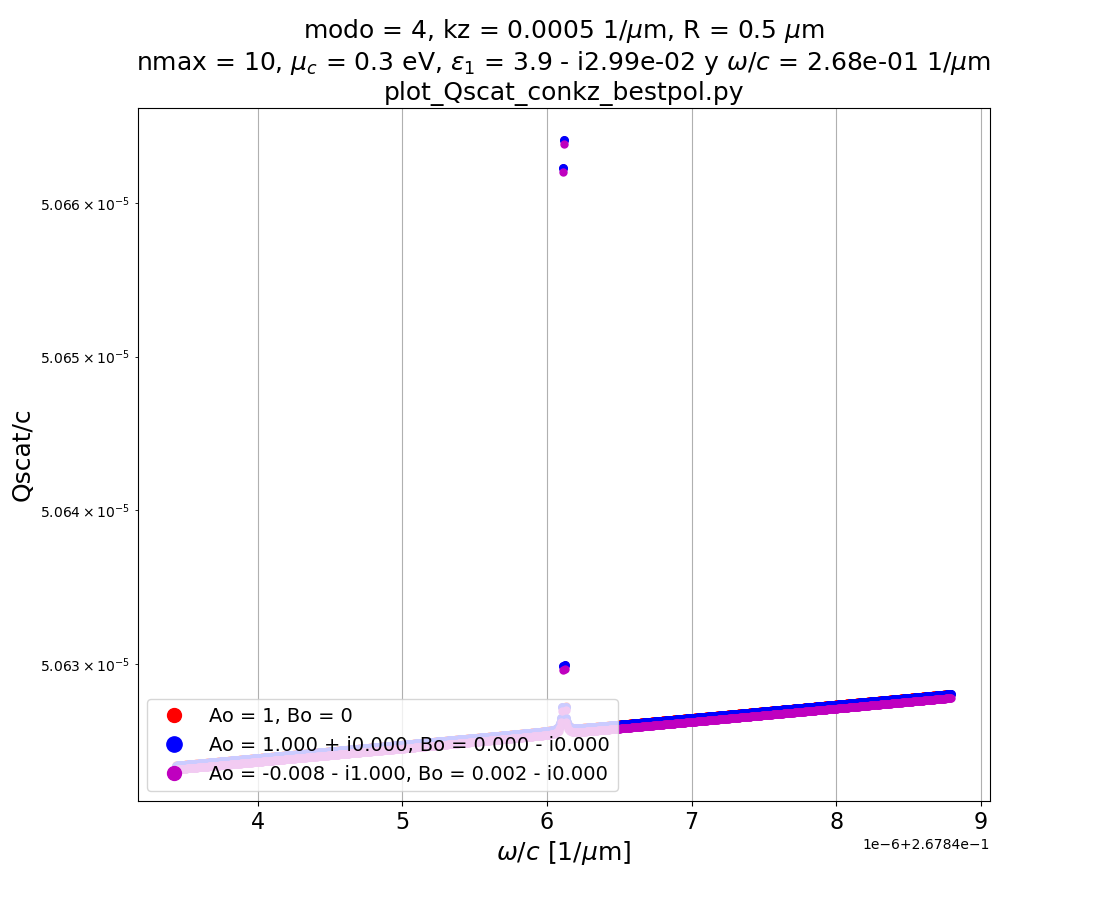 modo = 4, kz = 0.0005 1/μm, R = 0.5 μm
nmax = 10, μ_c = 0.3 eV, ε_1 = 3.9 - i2.99e-02 y ω/c = 2.68e-01 1/μm
plot_Qscat_conkz_bestpol.py
5.066 × 10^{-5}
5.065 × 10^{-5}
5.064 × 10^{-5}
5.063 × 10^{-5}
Qscat/c
Ao = 1, Bo = 0
Ao = 1.000 + i0.000, Bo = 0.000 - i0.000
Ao = -0.008 - i1.000, Bo = 0.002 - i0.000
4 5 6 7 8 9
1e−6+2.6784e−1
ω/c [1/μm]